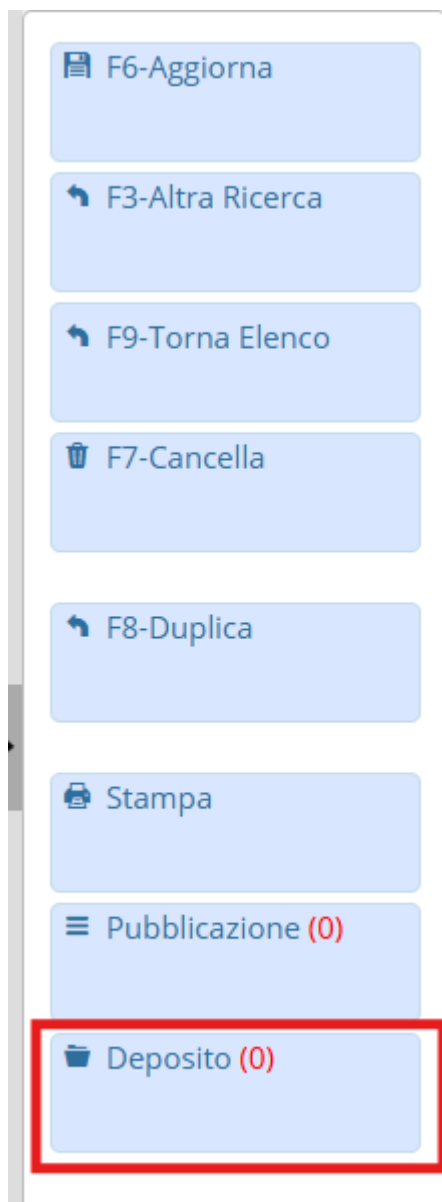 F6-Aggiorna
F3-Altra Ricerca
F9-Torna Elenco
F7-Cancella
F8-Duplica
Stampa
Pubblicazione (0)
Deposito (0)